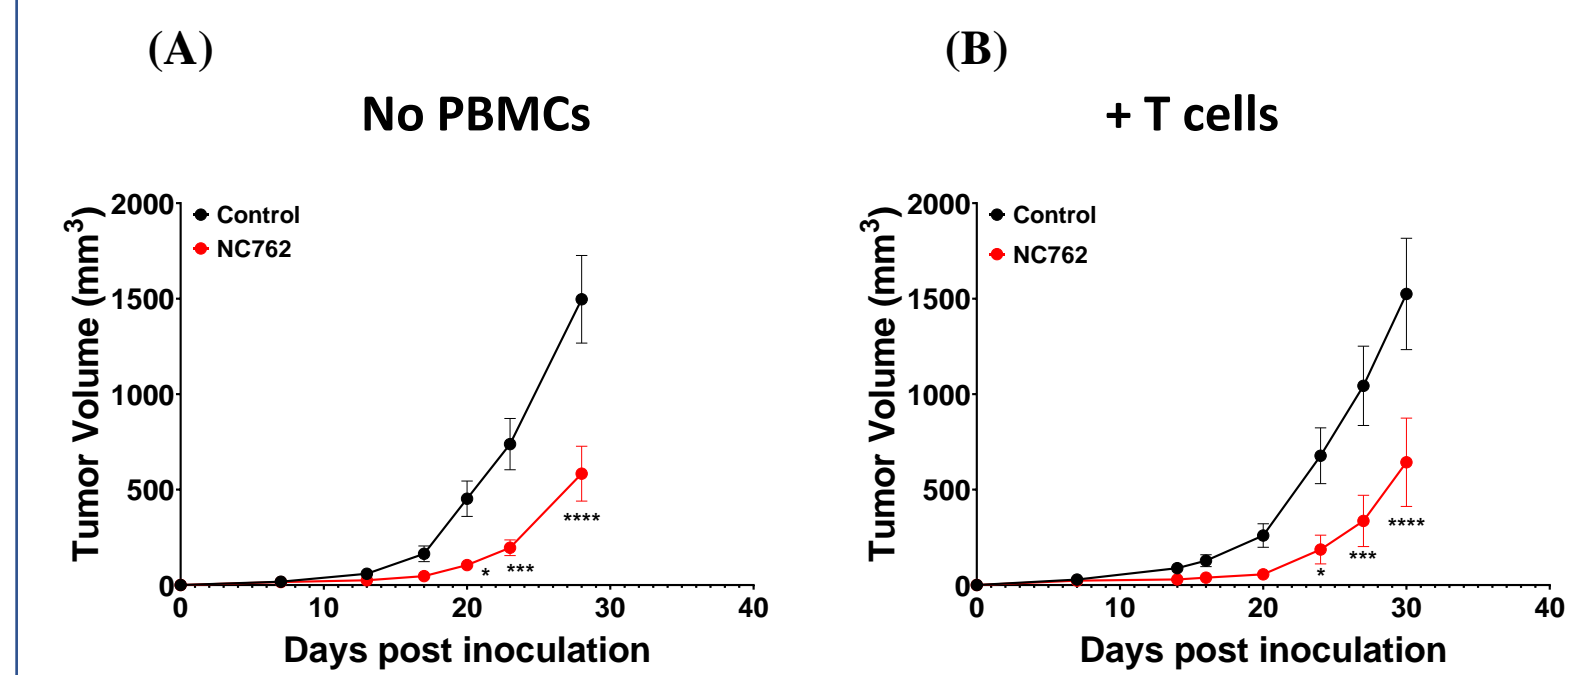 (A)
No PBMCs
Tumor Volume (mm³)
2000
1500
1000
500
0
Control
NC762
*
***
****
0 10 20 30 40
Days post inoculation
(B)
+ T cells
Tumor Volume (mm³)
2000
1500
1000
500
0
Control
NC762
*
***
****
0 10 20 30 40
Days post inoculation